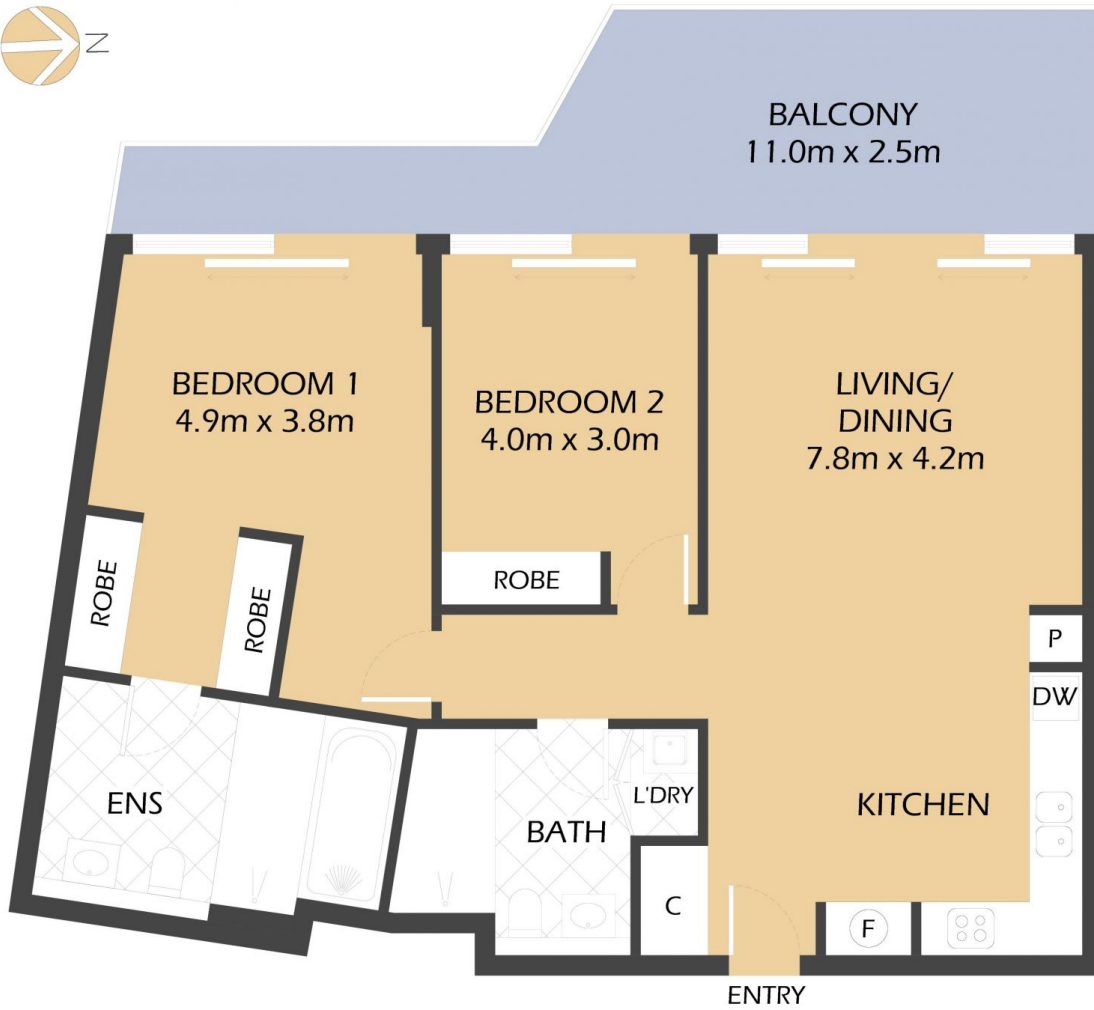 N
BALCONY
11.0m x 2.5m
BEDROOM 1
4.9m x 3.8m
BEDROOM 2
4.0m x 3.0m
LIVING/
DINING
7.8m x 4.2m
ROBE
ROBE
ROBE
P
DW
ENS
BATH
L'DRY
KITCHEN
C
F
ENTRY